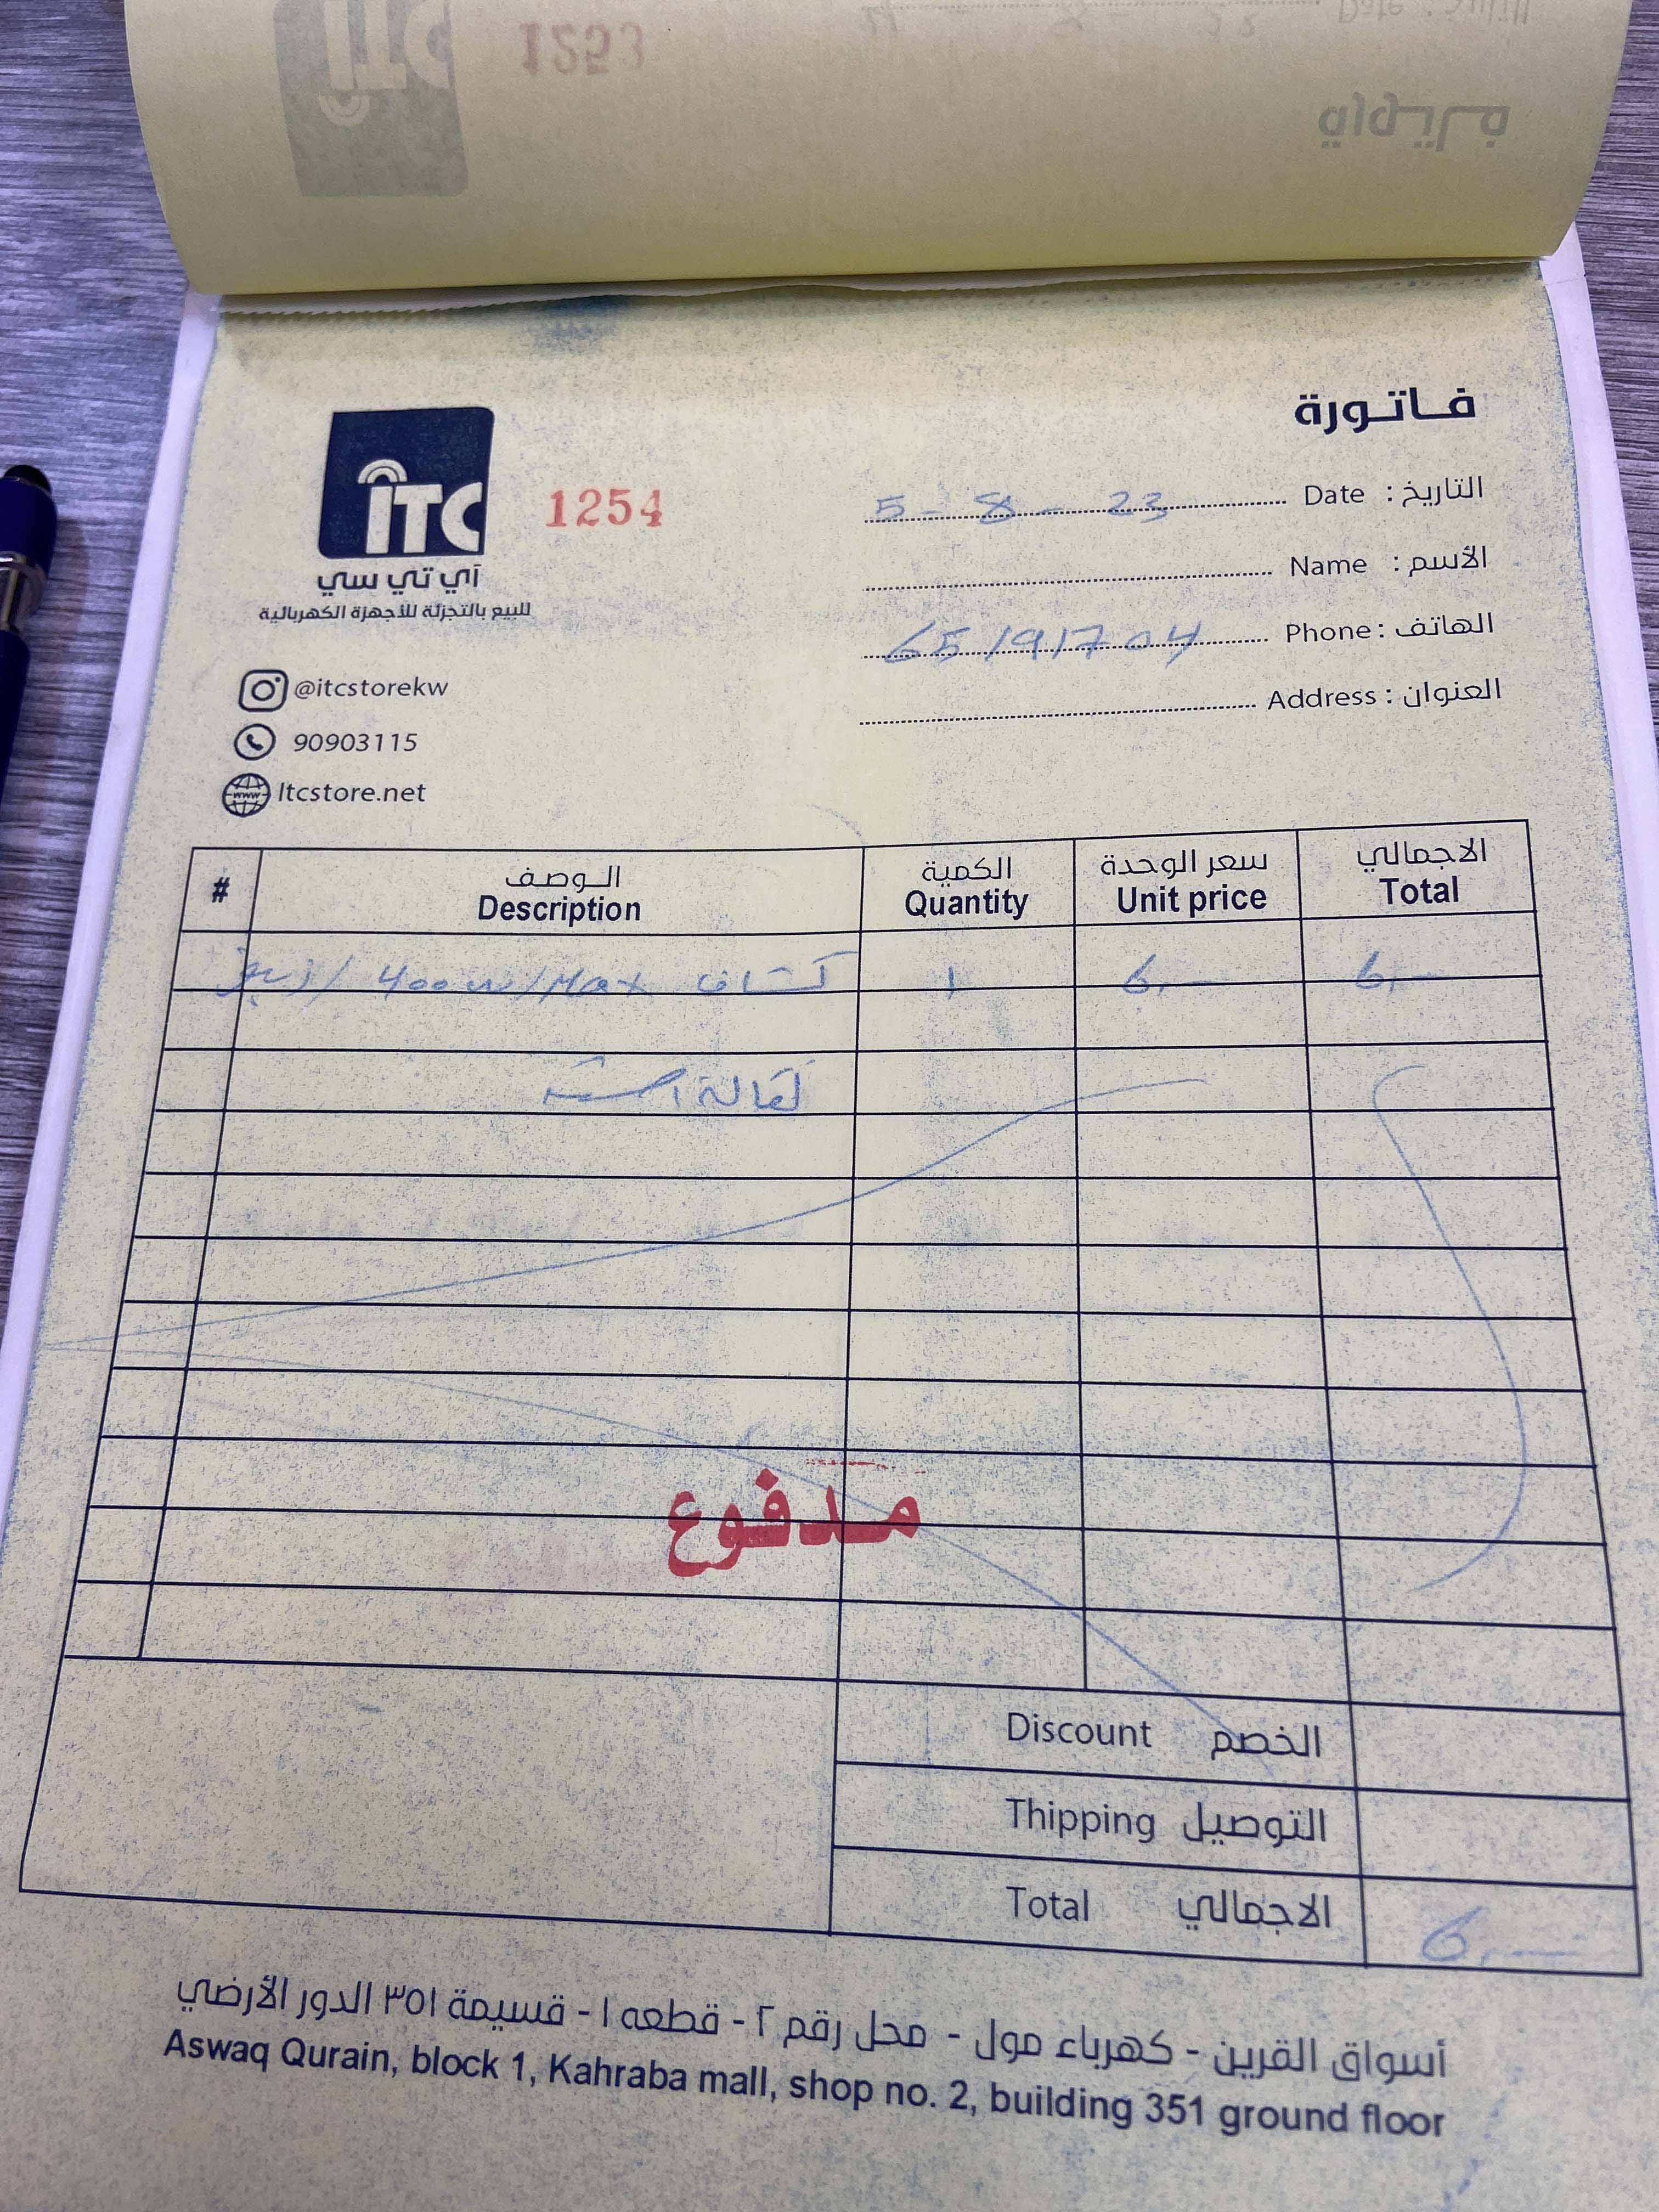 1253
فاتورة
فـاتـورة
ITC
1254
آي تي سي
للبيع بالتجزئة للأجهزة الكهربائية
التاريخ : Date 5 - 8 - 23
الأسم : Name
الهاتف : Phone 65191704
العنوان : Address
@itcstorekw
90903115
Itcstore.net
# الـوصـف الكمية سعر الوحدة الاجمالي
Description Quantity Unit price Total
كشاف 400w/Max / 1 6,— 6,—
كفالة
مدفوع
Discount الخصم
Thipping التوصيل
Total الاجمالي 6,—
أسواق القرين - كهرباء مول - محل رقم ٢ - قطعه ١ - قسيمة ٣٥١ الدور الأرضي
Aswaq Qurain, block 1, Kahraba mall, shop no. 2, building 351 ground floor